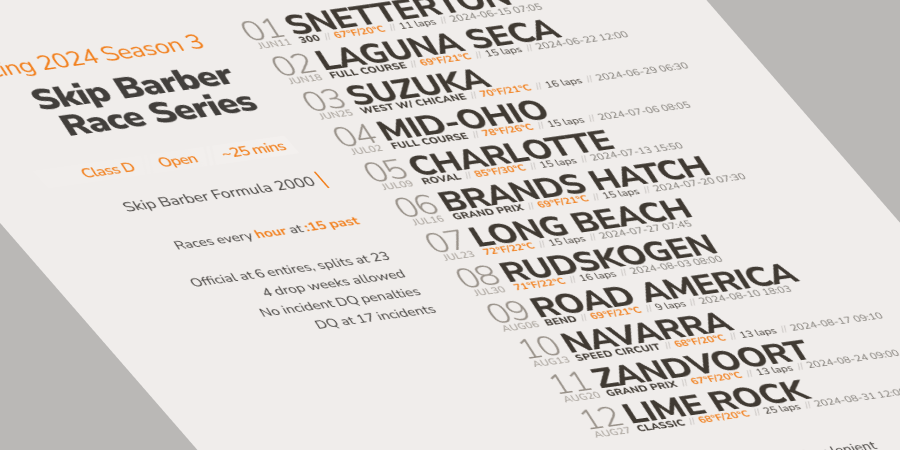 ing 2024 Season 3
Skip Barber
Race Series
Class D Open ~25 mins
Skip Barber Formula 2000
Races every hour at :15 past
Official at 6 entires, splits at 23
4 drop weeks allowed
No incident DQ penalties
DQ at 17 incidents
01 SNETTERTON
JUN11 300 // 67°F/20°C // 11 laps // 2024-06-15 07:05
02 LAGUNA SECA
JUN18 FULL COURSE // 69°F/21°C // 15 laps // 2024-06-22 12:00
03 SUZUKA
JUN25 WEST W/ CHICANE // 70°F/21°C // 16 laps // 2024-06-29 06:30
04 MID-OHIO
JUL02 FULL COURSE // 78°F/26°C // 15 laps // 2024-07-06 08:05
05 CHARLOTTE
JUL09 ROVAL // 85°F/30°C // 15 laps // 2024-07-13 15:50
06 BRANDS HATCH
JUL16 GRAND PRIX // 69°F/21°C // 15 laps // 2024-07-20 07:30
07 LONG BEACH
JUL23 72°F/22°C // 15 laps // 2024-07-27 07:45
08 RUDSKOGEN
JUL30 71°F/22°C // 16 laps // 2024-08-03 08:00
09 ROAD AMERICA
AUG06 BEND // 69°F/21°C // 9 laps // 2024-08-10 18:03
10 NAVARRA
AUG13 SPEED CIRCUIT // 68°F/20°C // 13 laps // 2024-08-17 09:10
11 ZANDVOORT
AUG20 GRAND PRIX // 67°F/20°C // 13 laps // 2024-08-24 09:00
12 LIME ROCK
AUG27 CLASSIC // 68°F/20°C // 25 laps // 2024-08-31 12:0